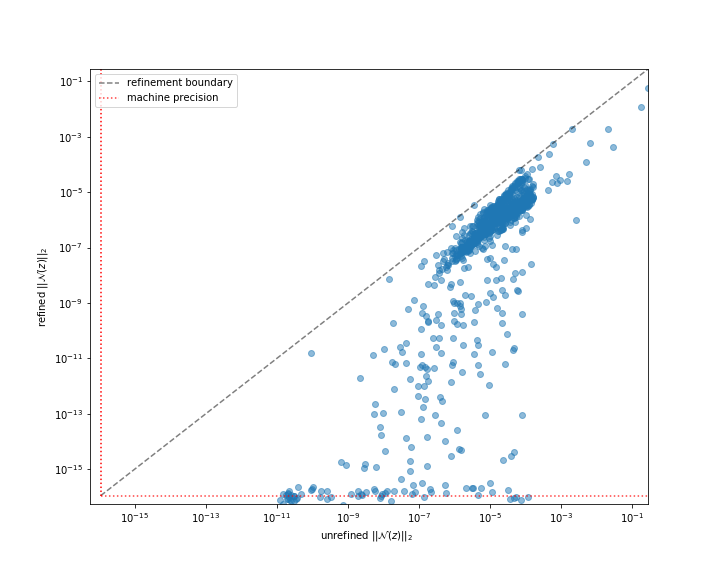 refinement boundary
machine precision
refined ||𝒩(z)||₂
10⁻¹
10⁻³
10⁻⁵
10⁻⁷
10⁻⁹
10⁻¹¹
10⁻¹³
10⁻¹⁵
10⁻¹⁵ 10⁻¹³ 10⁻¹¹ 10⁻⁹ 10⁻⁷ 10⁻⁵ 10⁻³ 10⁻¹
unrefined ||𝒩(z)||₂